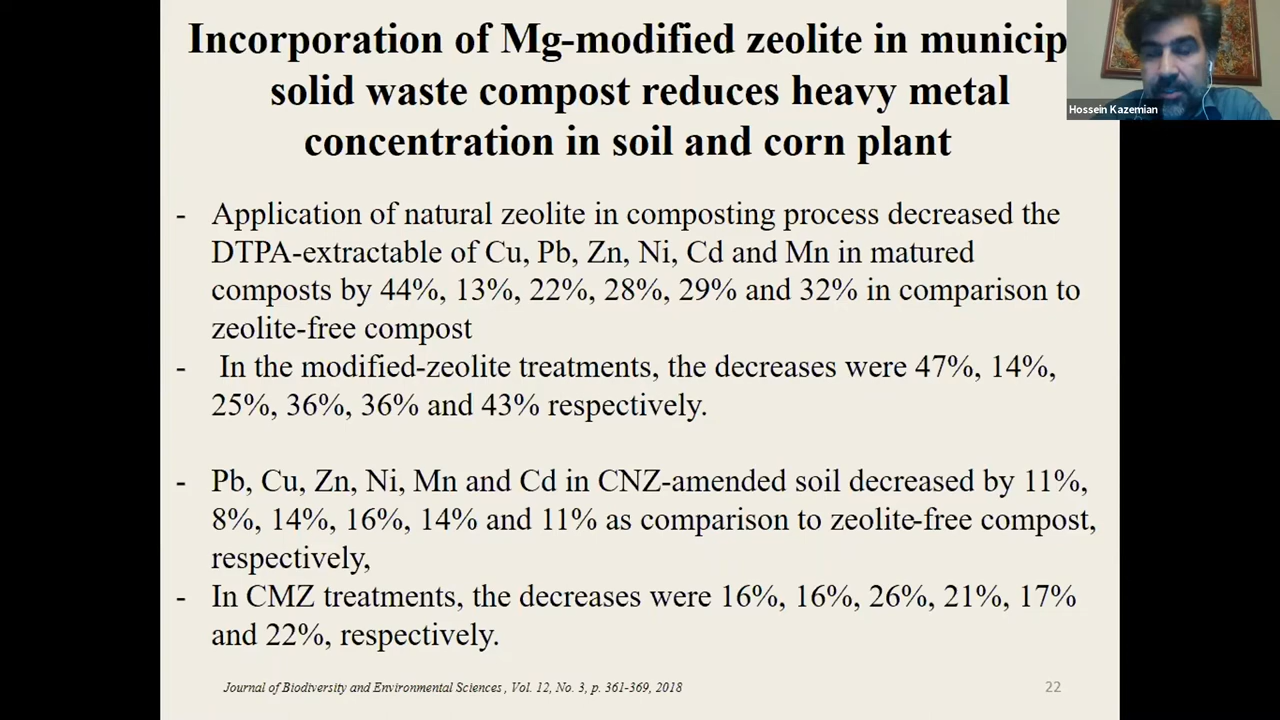 Incorporation of Mg-modified zeolite in municip
solid waste compost reduces heavy metal
concentration in soil and corn plant
Hossein Kazemian
- Application of natural zeolite in composting process decreased the
DTPA-extractable of Cu, Pb, Zn, Ni, Cd and Mn in matured
composts by 44%, 13%, 22%, 28%, 29% and 32% in comparison to
zeolite-free compost
- In the modified-zeolite treatments, the decreases were 47%, 14%,
25%, 36%, 36% and 43% respectively.
- Pb, Cu, Zn, Ni, Mn and Cd in CNZ-amended soil decreased by 11%,
8%, 14%, 16%, 14% and 11% as comparison to zeolite-free compost,
respectively,
- In CMZ treatments, the decreases were 16%, 16%, 26%, 21%, 17%
and 22%, respectively.
Journal of Biodiversity and Environmental Sciences , Vol. 12, No. 3, p. 361-369, 2018
22